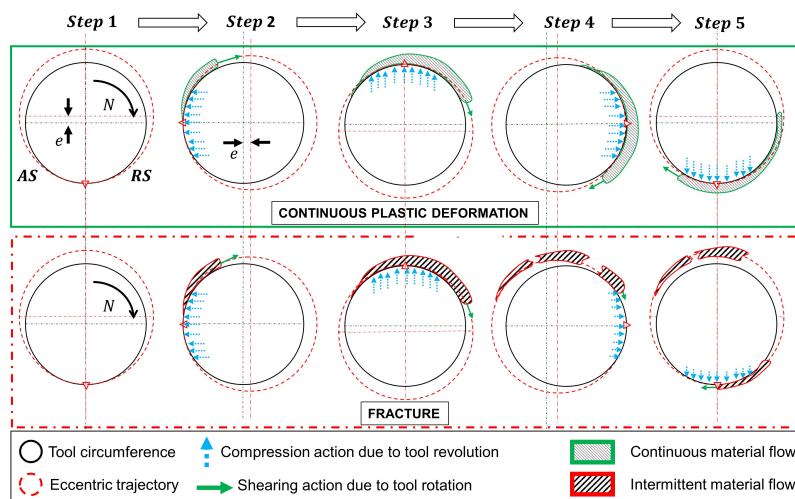 Step 1 Step 2 Step 3 Step 4 Step 5
N
e
e
AS RS
CONTINUOUS PLASTIC DEFORMATION
N
FRACTURE
Tool circumference Compression action due to tool revolution Continuous material flow
Eccentric trajectory Shearing action due to tool rotation Intermittent material flow